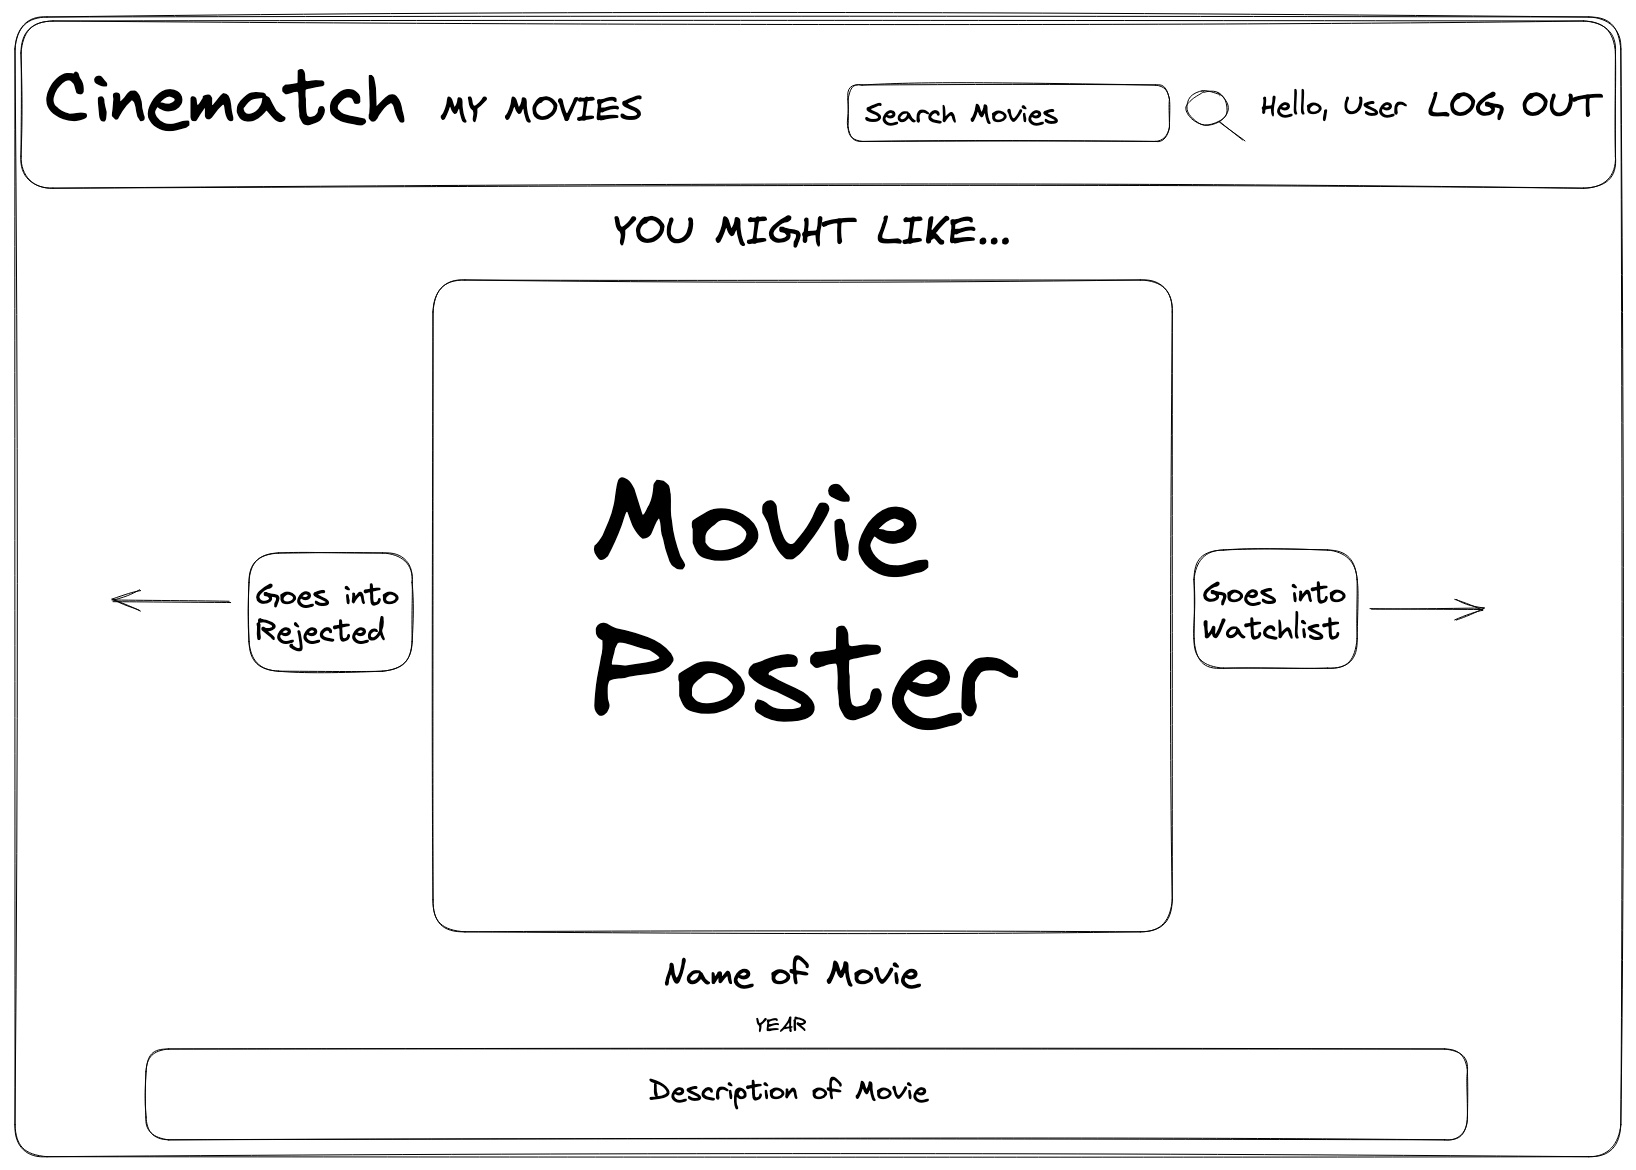 Cinematch MY MOVIES Search Movies Hello, User LOG OUT
YOU MIGHT LIKE...
Movie
Poster
Goes into
Rejected
Goes into
Watchlist
Name of Movie
YEAR
Description of Movie